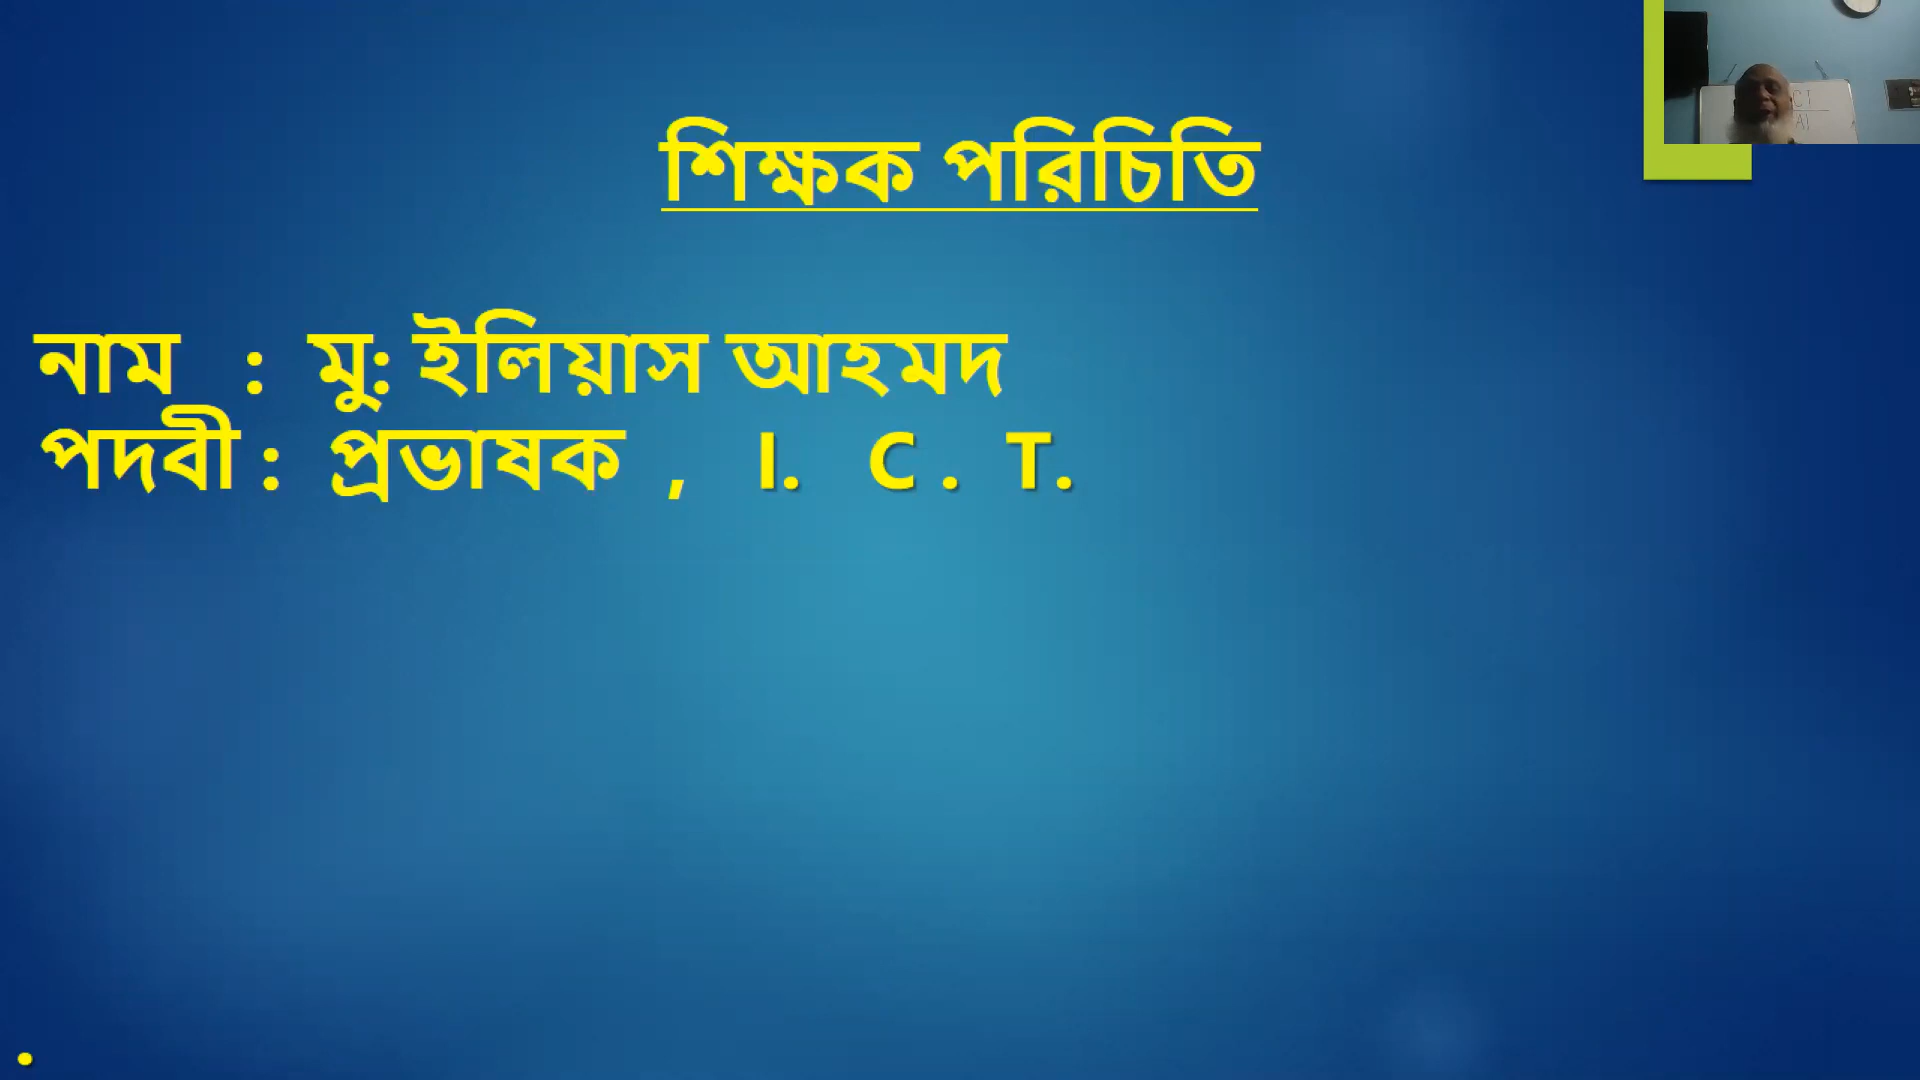 শিক্ষক পরিচিতি
নাম : মু: ইলিয়াস আহমদ
পদবী : প্রভাষক , I. C . T.